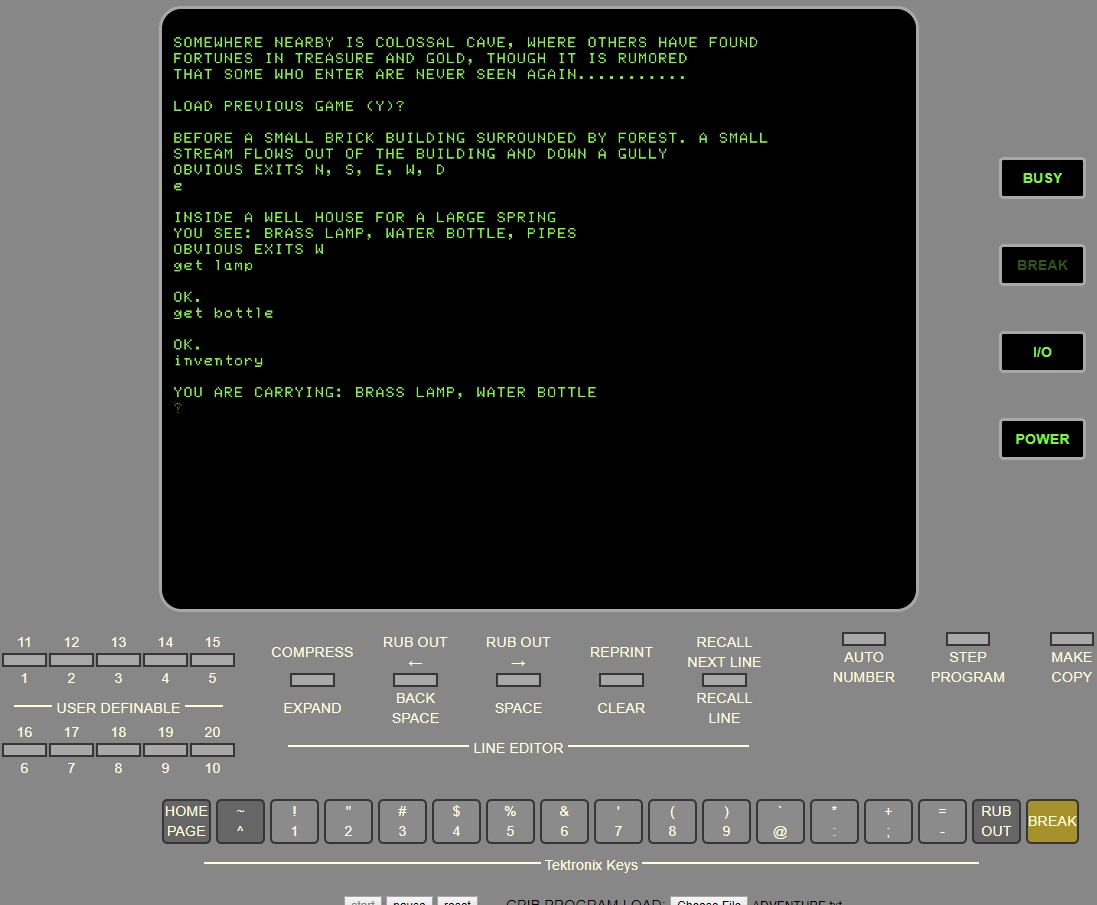 SOMEWHERE NEARBY IS COLOSSAL CAVE, WHERE OTHERS HAVE FOUND
FORTUNES IN TREASURE AND GOLD, THOUGH IT IS RUMORED
THAT SOME WHO ENTER ARE NEVER SEEN AGAIN...........
LOAD PREVIOUS GAME (Y)?
BEFORE A SMALL BRICK BUILDING SURROUNDED BY FOREST. A SMALL
STREAM FLOWS OUT OF THE BUILDING AND DOWN A GULLY
OBVIOUS EXITS N, S, E, W, D
e
INSIDE A WELL HOUSE FOR A LARGE SPRING
YOU SEE: BRASS LAMP, WATER BOTTLE, PIPES
OBVIOUS EXITS W
get lamp
OK.
get bottle
OK.
inventory
YOU ARE CARRYING: BRASS LAMP, WATER BOTTLE
?
BUSY
BREAK
I/O
POWER
11 12 13 14 15
1 2 3 4 5
USER DEFINABLE
16 17 18 19 20
6 7 8 9 10
COMPRESS
EXPAND
RUB OUT
←
BACK
SPACE
RUB OUT
→
SPACE
REPRINT
CLEAR
RECALL
NEXT LINE
RECALL
LINE
LINE EDITOR
AUTO
NUMBER
STEP
PROGRAM
MAKE
COPY
HOME ~ ! " # $ % & ' ( ) ` * + = RUB
PAGE ^ 1 2 3 4 5 6 7 8 9 @ : ; - OUT
BREAK
Tektronix Keys
start pause reset CRIB PROGRAM LOAD: Choose File ADVENTURE.txt